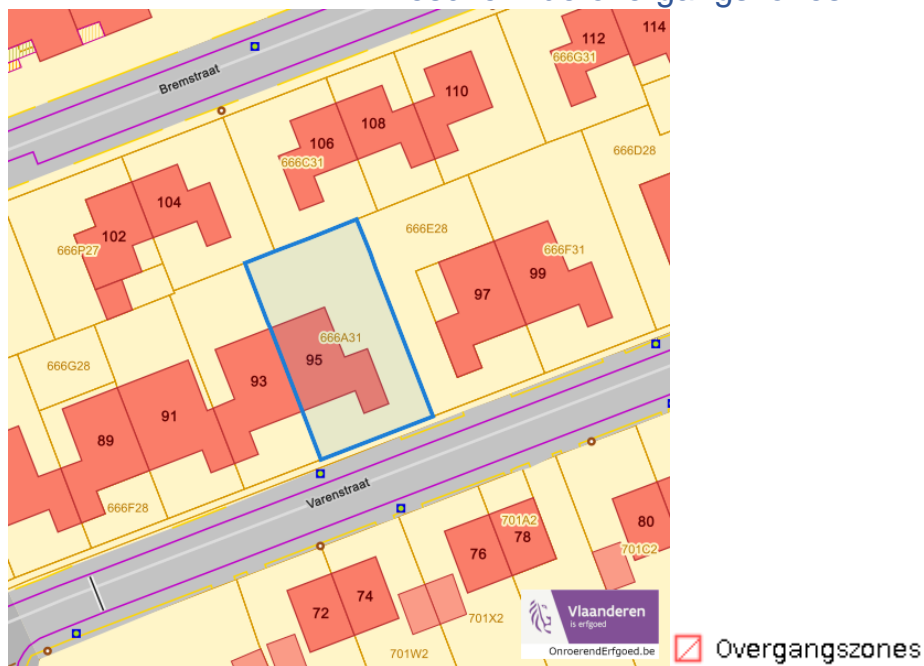 Bremstraat
112
114
666G31
110
108
106
666C31
666D28
104
102
666P27
666E28
666F31
99
97
666A31
95
93
666G28
91
89
666F28
Varenstraat
701A2
78
76
80
701C2
74
72
701X2
701W2
Vlaanderen
is erfgoed
OnroerendErfgoed.be
Overgangszones